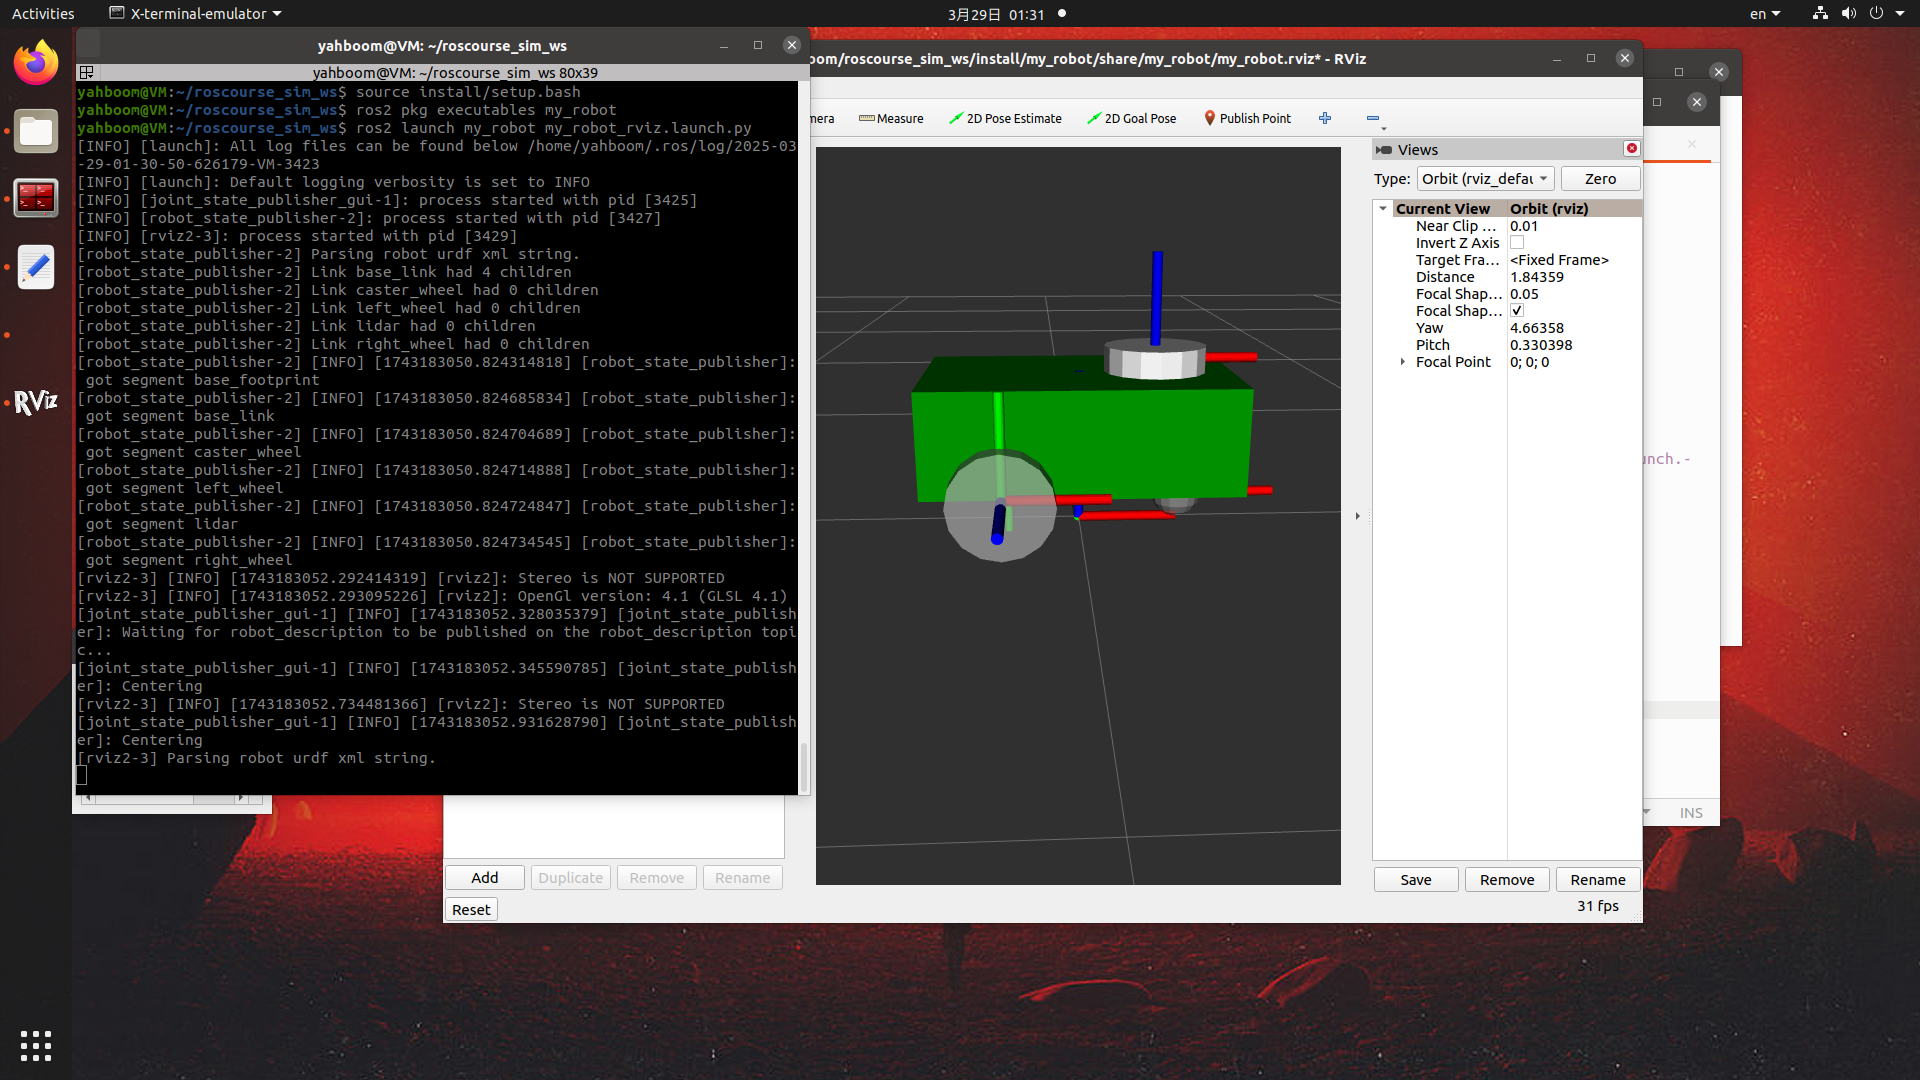 Activities
X-terminal-emulator
3月29日 01:31
en
yahboom@VM: ~/roscourse_sim_ws
yahboom@VM: ~/roscourse_sim_ws 80x39
yahboom@VM:~/roscourse_sim_ws$ source install/setup.bash
yahboom@VM:~/roscourse_sim_ws$ ros2 pkg executables my_robot
yahboom@VM:~/roscourse_sim_ws$ ros2 launch my_robot my_robot_rviz.launch.py
[INFO] [launch]: All log files can be found below /home/yahboom/.ros/log/2025-03
-29-01-30-50-626179-VM-3423
[INFO] [launch]: Default logging verbosity is set to INFO
[INFO] [joint_state_publisher_gui-1]: process started with pid [3425]
[INFO] [robot_state_publisher-2]: process started with pid [3427]
[INFO] [rviz2-3]: process started with pid [3429]
[robot_state_publisher-2] Parsing robot urdf xml string.
[robot_state_publisher-2] Link base_link had 4 children
[robot_state_publisher-2] Link caster_wheel had 0 children
[robot_state_publisher-2] Link left_wheel had 0 children
[robot_state_publisher-2] Link lidar had 0 children
[robot_state_publisher-2] Link right_wheel had 0 children
[robot_state_publisher-2] [INFO] [1743183050.824314818] [robot_state_publisher]:
got segment base_footprint
[robot_state_publisher-2] [INFO] [1743183050.824685834] [robot_state_publisher]:
got segment base_link
[robot_state_publisher-2] [INFO] [1743183050.824704689] [robot_state_publisher]:
got segment caster_wheel
[robot_state_publisher-2] [INFO] [1743183050.824714888] [robot_state_publisher]:
got segment left_wheel
[robot_state_publisher-2] [INFO] [1743183050.824724847] [robot_state_publisher]:
got segment lidar
[robot_state_publisher-2] [INFO] [1743183050.824734545] [robot_state_publisher]:
got segment right_wheel
[rviz2-3] [INFO] [1743183052.292414319] [rviz2]: Stereo is NOT SUPPORTED
[rviz2-3] [INFO] [1743183052.293095226] [rviz2]: OpenGl version: 4.1 (GLSL 4.1)
[joint_state_publisher_gui-1] [INFO] [1743183052.328035379] [joint_state_publish
er]: Waiting for robot_description to be published on the robot_description topi
c...
[joint_state_publisher_gui-1] [INFO] [1743183052.345590785] [joint_state_publish
er]: Centering
[rviz2-3] [INFO] [1743183052.734481366] [rviz2]: Stereo is NOT SUPPORTED
[joint_state_publisher_gui-1] [INFO] [1743183052.931628790] [joint_state_publish
er]: Centering
[rviz2-3] Parsing robot urdf xml string.
RViz
oom/roscourse_sim_ws/install/my_robot/share/my_robot/my_robot.rviz* - RViz
mera
Measure
2D Pose Estimate
2D Goal Pose
Publish Point
Views
Type:
Orbit (rviz_defau
Zero
Current View Orbit (rviz)
Near Clip ... 0.01
Invert Z Axis
Target Fra... <Fixed Frame>
Distance 1.84359
Focal Shap... 0.05
Focal Shap... ✓
Yaw 4.66358
Pitch 0.330398
Focal Point 0; 0; 0
Save
Remove
Rename
31 fps
Add
Duplicate
Remove
Rename
Reset
unch.-
INS